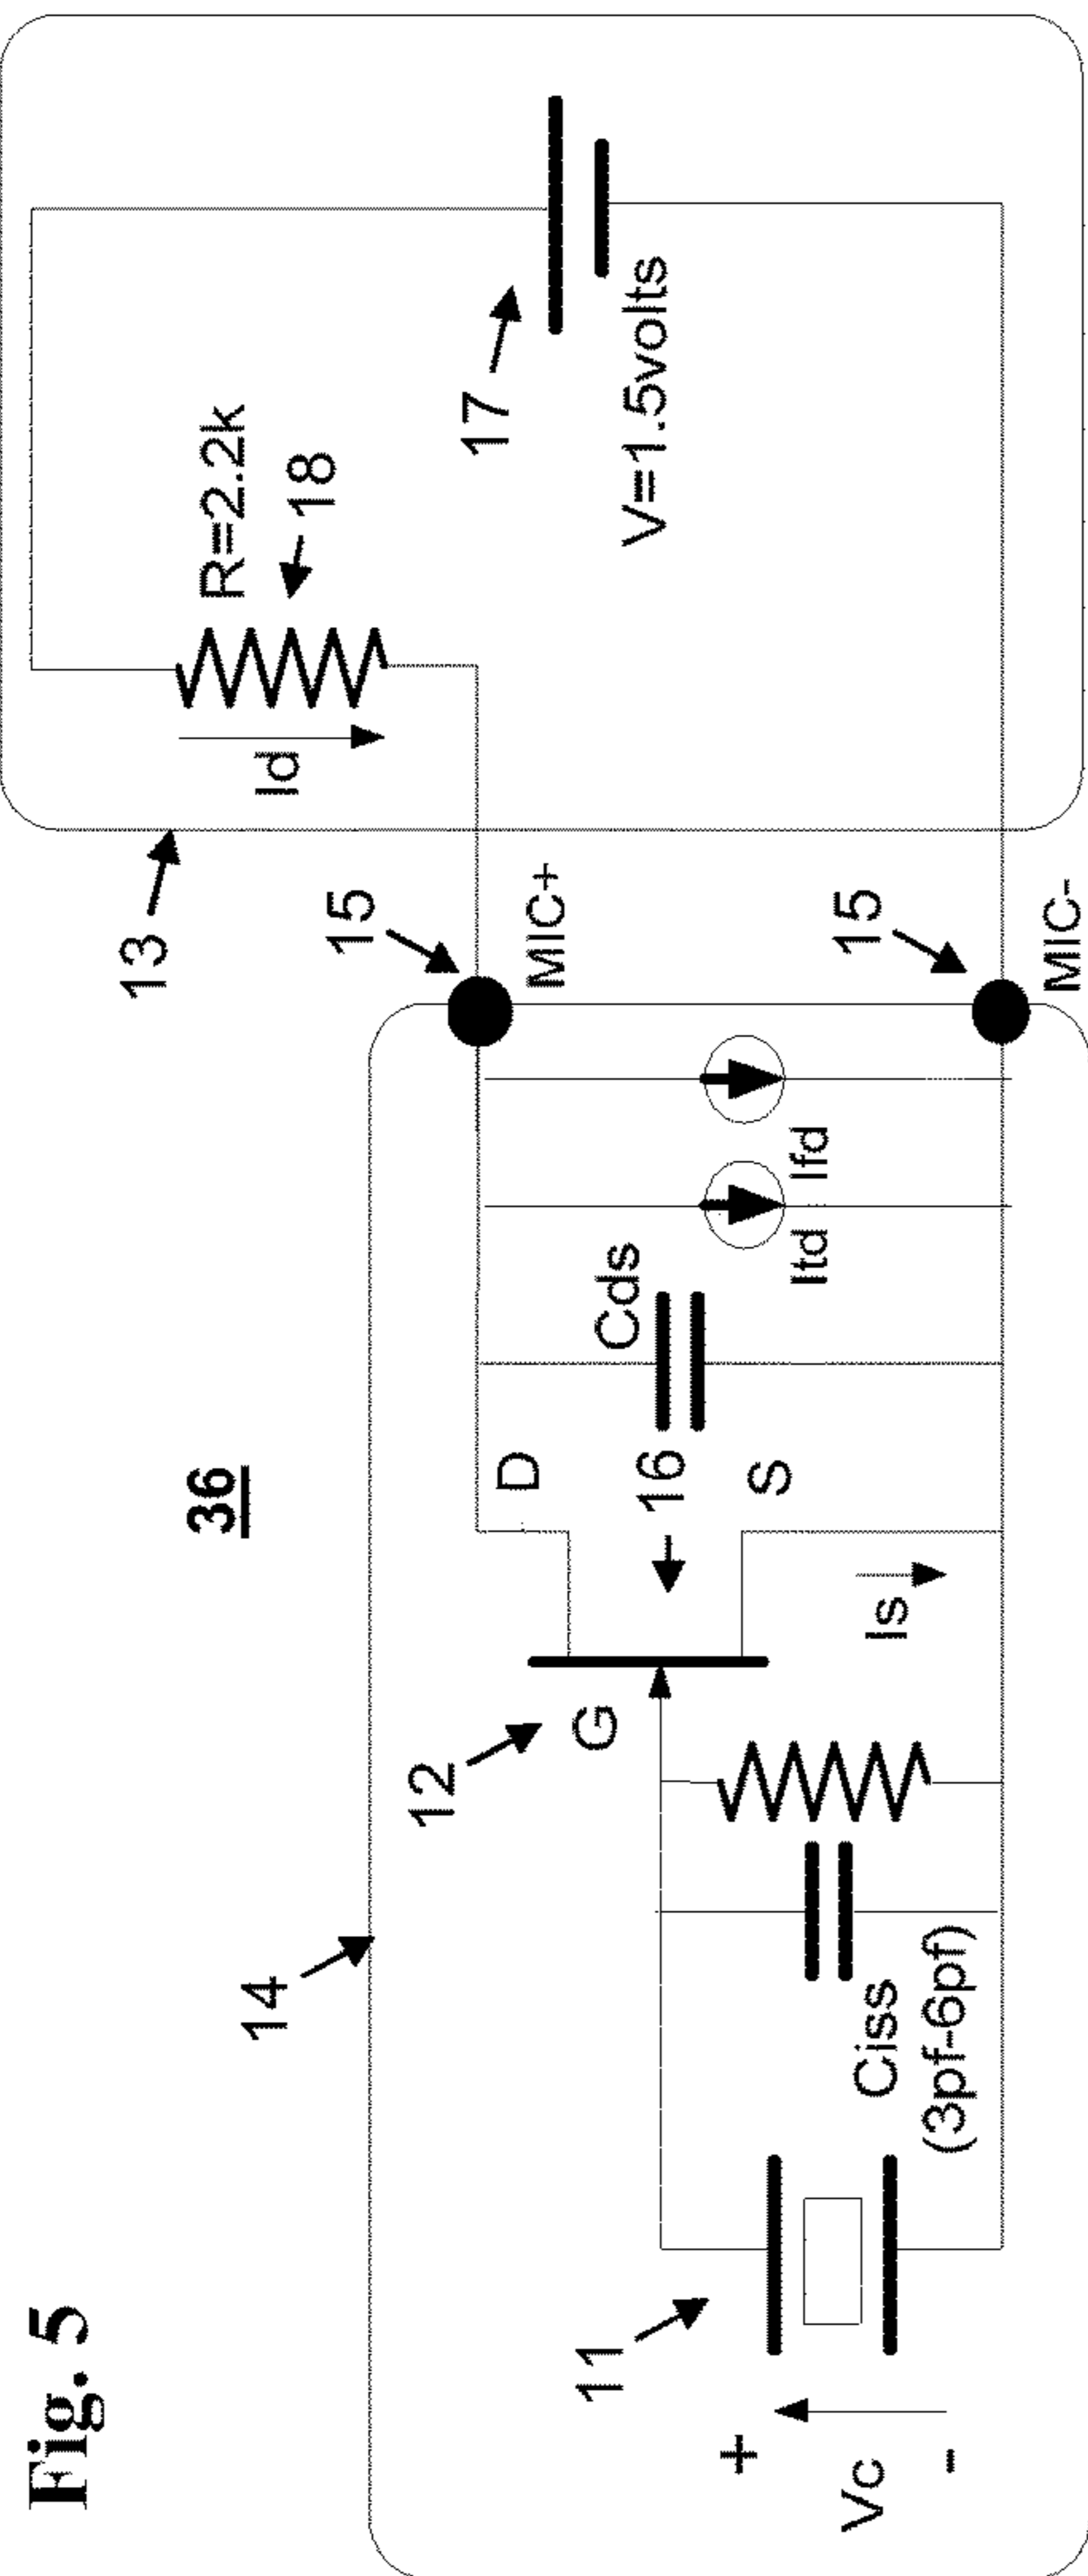 Fig. 5
36
13
14
15
MIC+
15
MIC-
R=2.2k
18
Id
17
V=1.5volts
12
G
D
16
S
Is
Cds
Itd
Ifd
11
+
Vc
-
Ciss
(3pf-6pf)